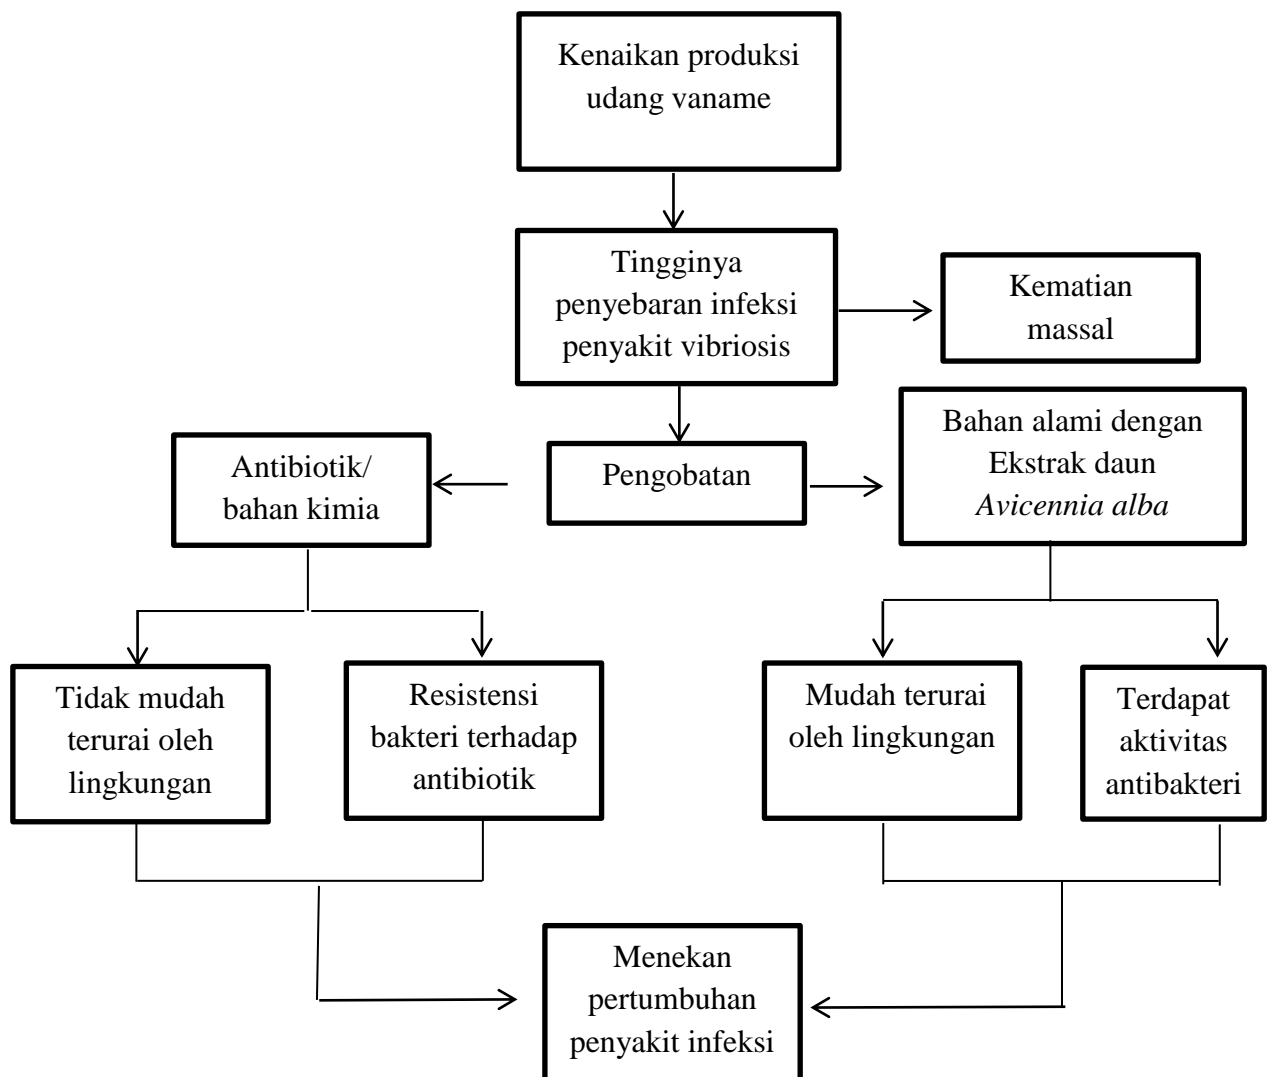 Kenaikan produksi
udang vaname
Tingginya
penyebaran infeksi
penyakit vibriosis
Kematian
massal
Antibiotik/
bahan kimia
Pengobatan
Bahan alami dengan
Ekstrak daun
Avicennia alba
Tidak mudah
terurai oleh
lingkungan
Resistensi
bakteri terhadap
antibiotik
Mudah terurai
oleh lingkungan
Terdapat
aktivitas
antibakteri
Menekan
pertumbuhan
penyakit infeksi